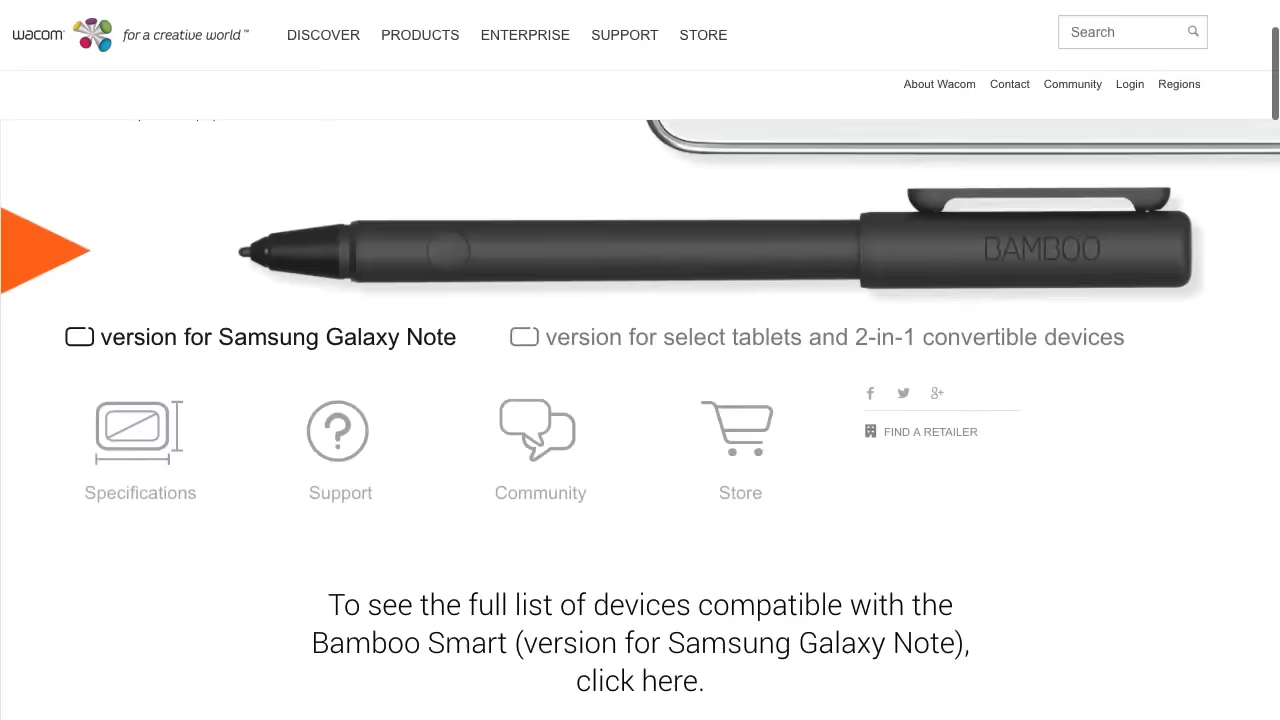 wacom for a creative world ™ DISCOVER PRODUCTS ENTERPRISE SUPPORT STORE Search
About Wacom Contact Community Login Regions
BAMBOO
version for Samsung Galaxy Note version for select tablets and 2-in-1 convertible devices
FIND A RETAILER
Specifications Support Community Store
To see the full list of devices compatible with the
Bamboo Smart (version for Samsung Galaxy Note),
click here.